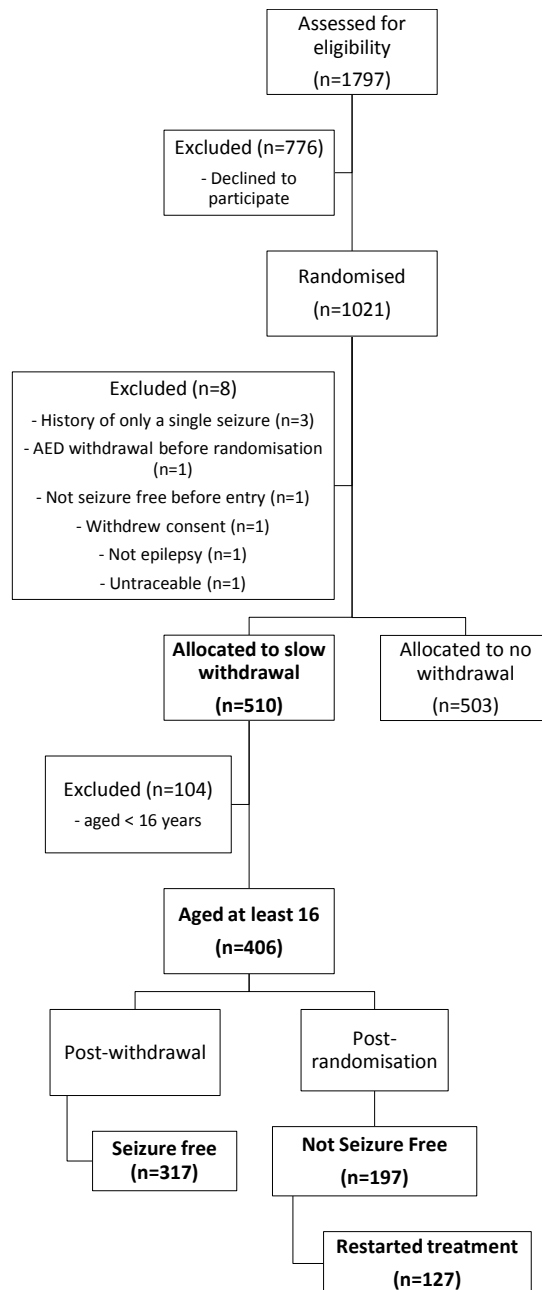 Assessed for
eligibility
(n=1797)
Excluded (n=776)
- Declined to
participate
Randomised
(n=1021)
Excluded (n=8)
- History of only a single seizure (n=3)
- AED withdrawal before randomisation
(n=1)
- Not seizure free before entry (n=1)
- Withdrew consent (n=1)
- Not epilepsy (n=1)
- Untraceable (n=1)
Allocated to slow
withdrawal
(n=510)
Allocated to no
withdrawal
(n=503)
Excluded (n=104)
- aged < 16 years
Aged at least 16
(n=406)
Post-withdrawal
Post-
randomisation
Seizure free
(n=317)
Not Seizure Free
(n=197)
Restarted treatment
(n=127)